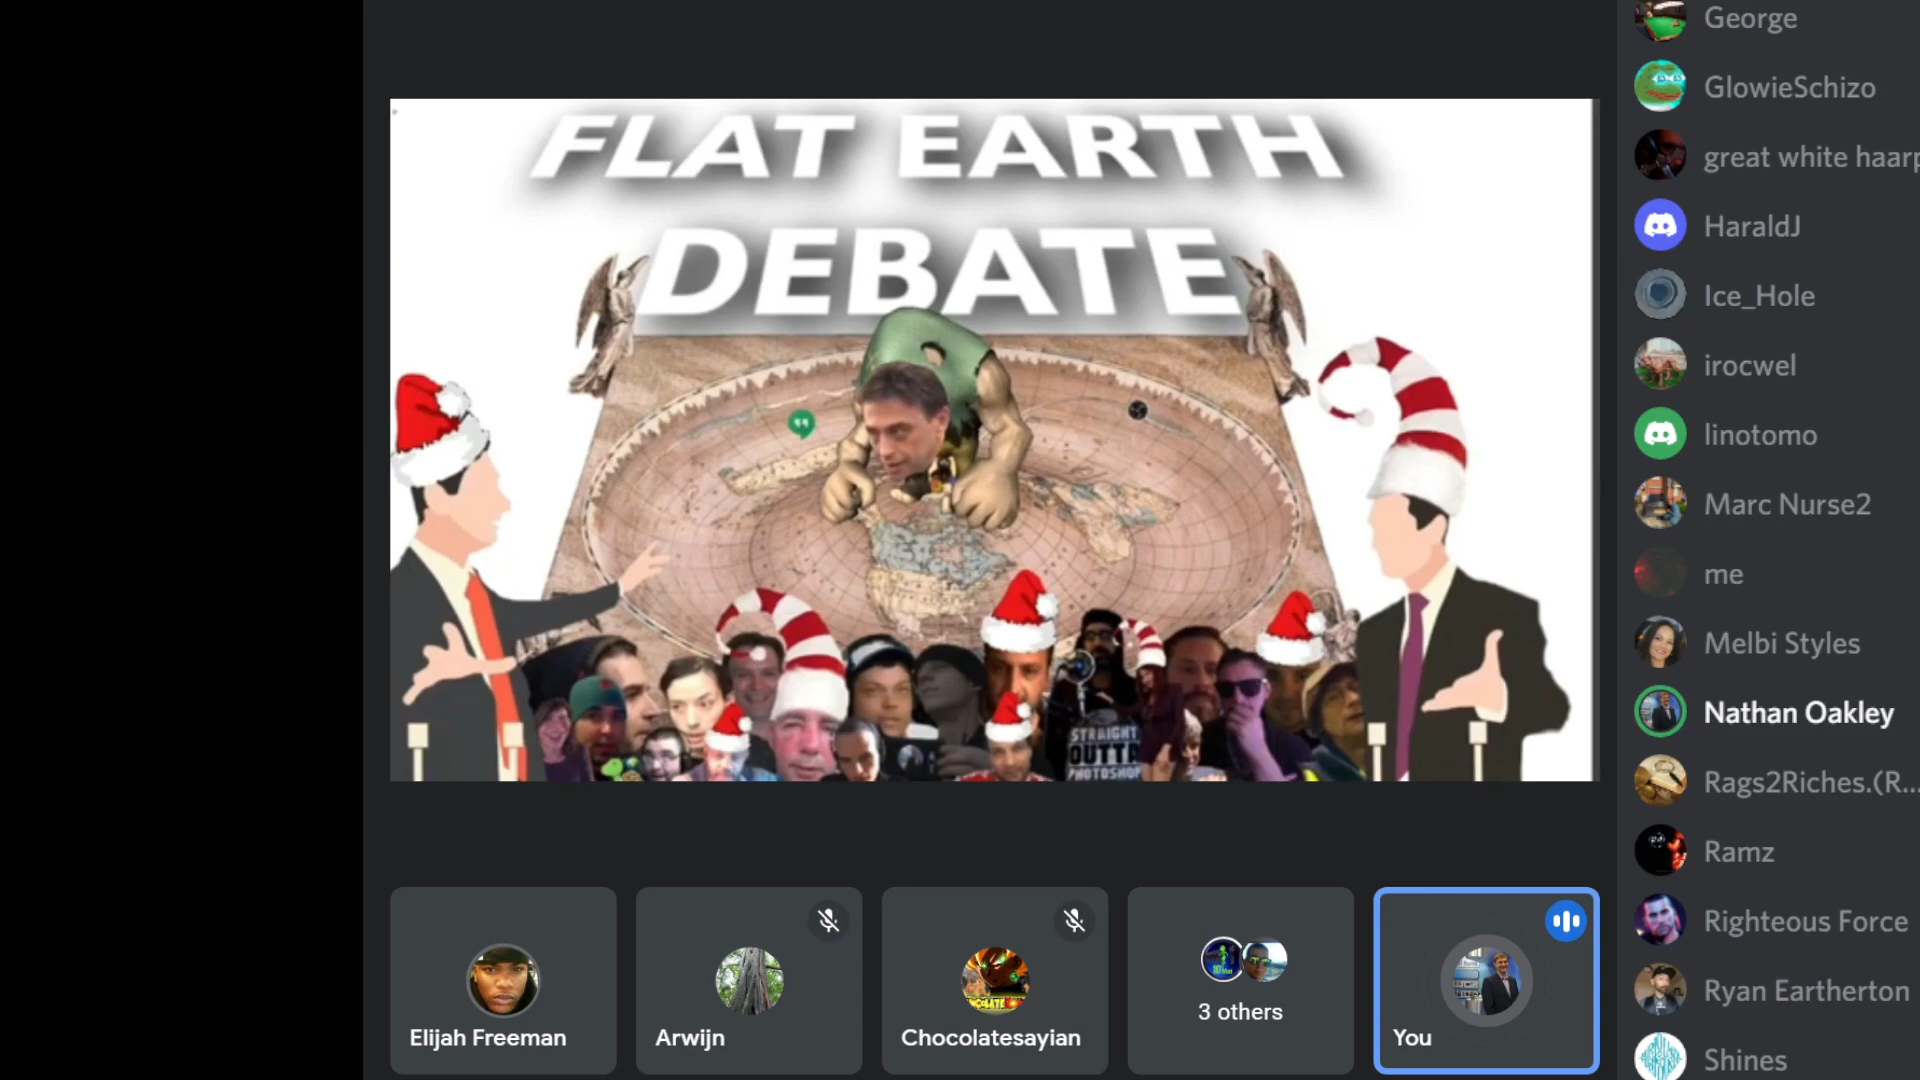 FLAT EARTH
DEBATE
STRAIGHT
OUTTA
PHOTOSHOP
Elijah Freeman
Arwijn
Chocolatesayian
3 others
You
George
GlowieSchizo
great white haarp
HaraldJ
Ice_Hole
irocwel
linotomo
Marc Nurse2
me
Melbi Styles
Nathan Oakley
Rags2Riches.(R...
Ramz
Righteous Force
Ryan Eartherton
Shines